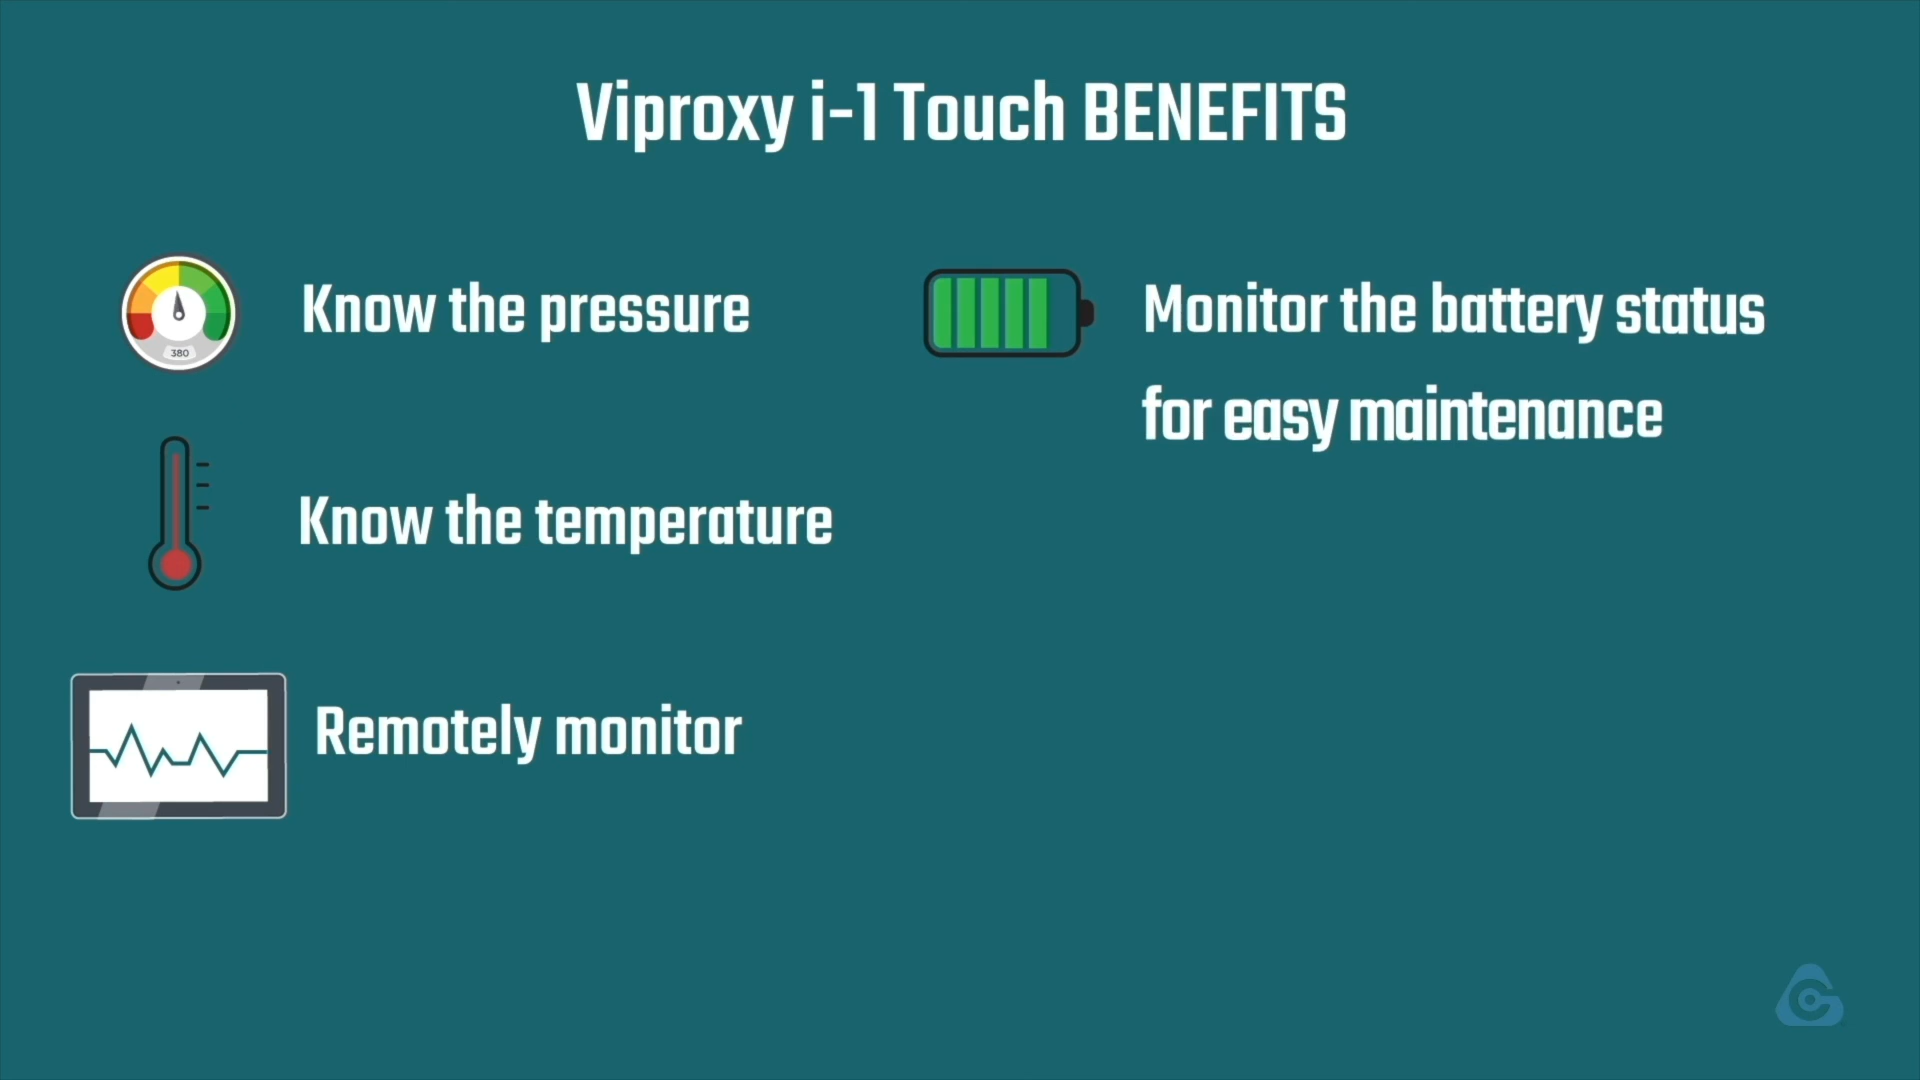 Viproxy i-1 Touch BENEFITS
Know the pressure
380
Know the temperature
Remotely monitor
Monitor the battery status
for easy maintenance